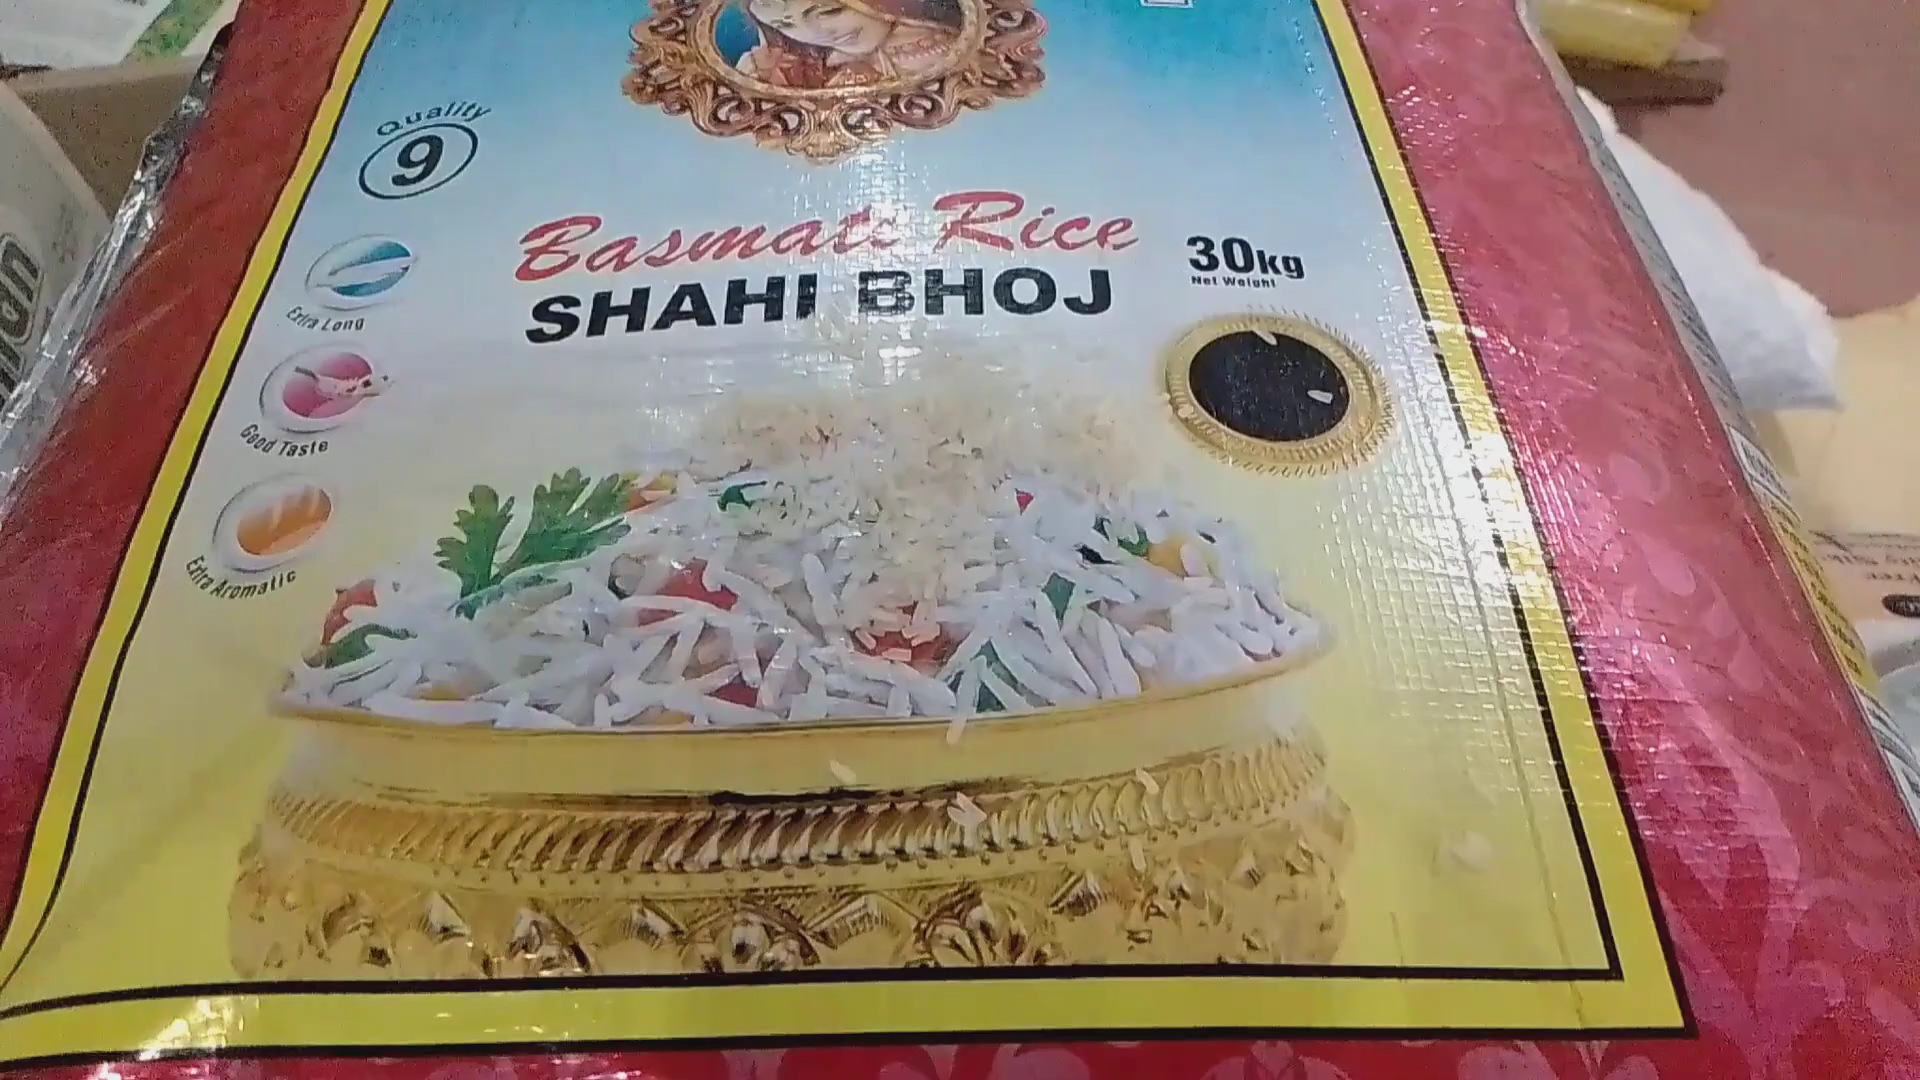 Quality
9
Basmati Rice
SHAHI BHOJ
30kg
Net Weight
Extra Long
Good Taste
Extra Aromatic